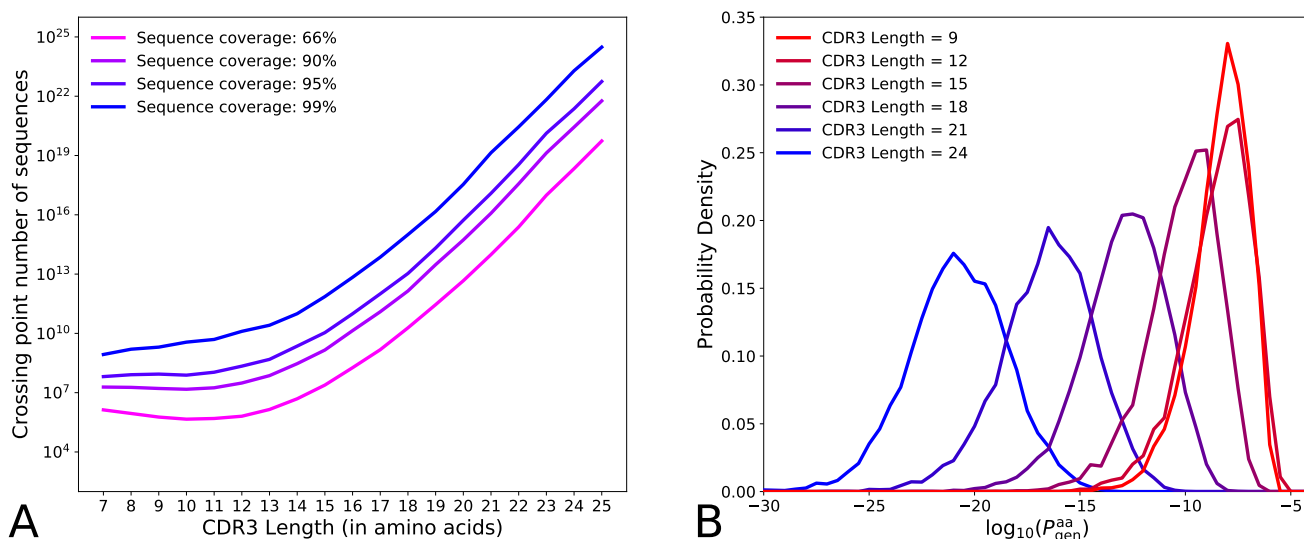 Sequence coverage: 66%
Sequence coverage: 90%
Sequence coverage: 95%
Sequence coverage: 99%
Crossing point number of sequences
10^25
10^22
10^19
10^16
10^13
10^10
10^7
10^4
7 8 9 10 11 12 13 14 15 16 17 18 19 20 21 22 23 24 25
CDR3 Length (in amino acids)
A
CDR3 Length = 9
CDR3 Length = 12
CDR3 Length = 15
CDR3 Length = 18
CDR3 Length = 21
CDR3 Length = 24
Probability Density
0.35
0.30
0.25
0.20
0.15
0.10
0.05
0.00
−30 −25 −20 −15 −10 −5
log₁₀(P^aa_gen)
B